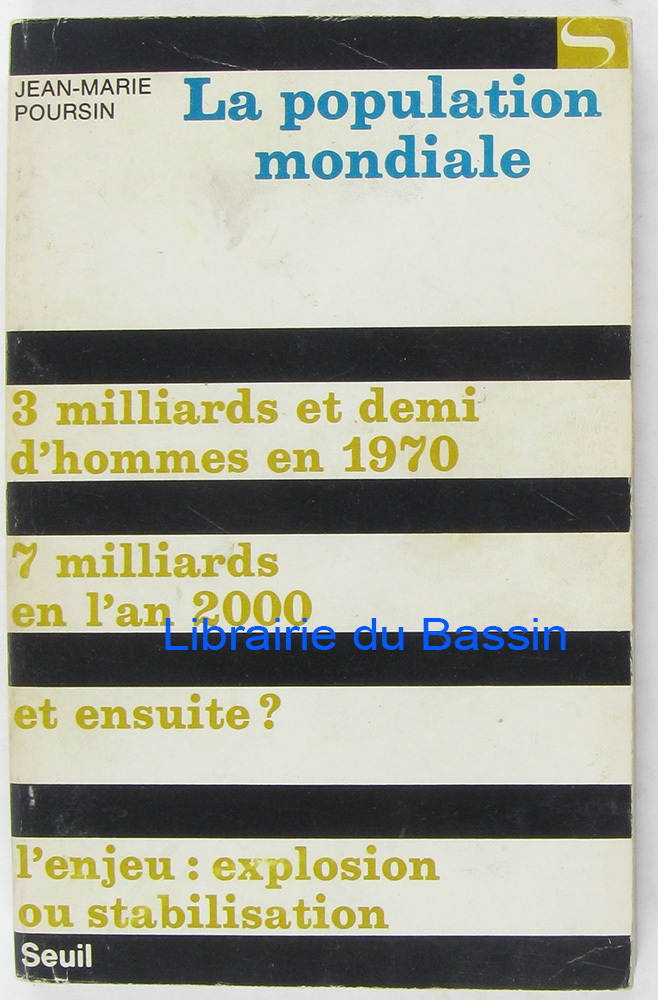 JEAN-MARIE
POURSIN
La population
mondiale
3 milliards et demi
d'hommes en 1970
7 milliards
en l'an 2000
Librairie du Bassin
et ensuite ?
l'enjeu : explosion
ou stabilisation
Seuil